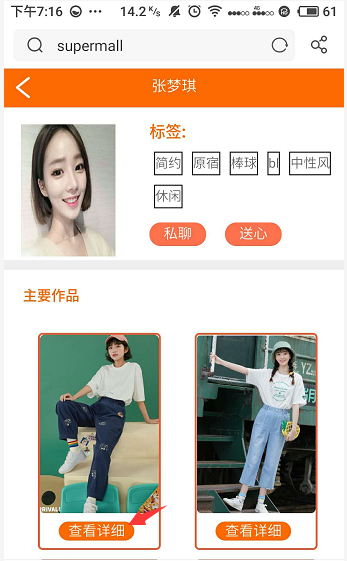 下午7:16 ··· 14.2 K/s 61
supermall
张梦琪
标签:
简约 原宿 棒球 bl 中性风
休闲
私聊 送心
主要作品
RIVALI
查看详细 查看详细